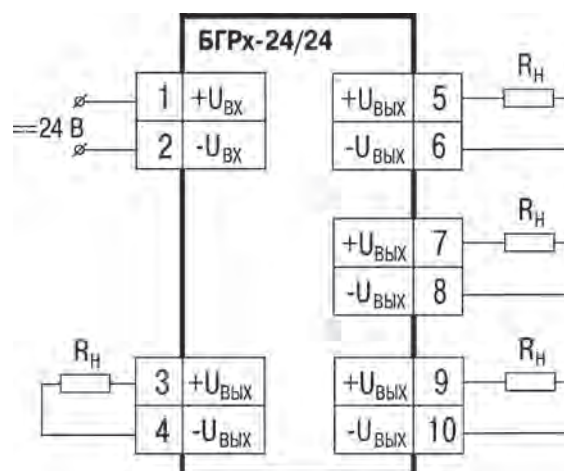 БГРх-24/24
1 +UВХ
==24 В
2 -UВХ
+UВЫХ 5
RН
-UВЫХ 6
+UВЫХ 7
RН
-UВЫХ 8
RН
3 +UВЫХ
4 -UВЫХ
+UВЫХ 9
RН
-UВЫХ 10